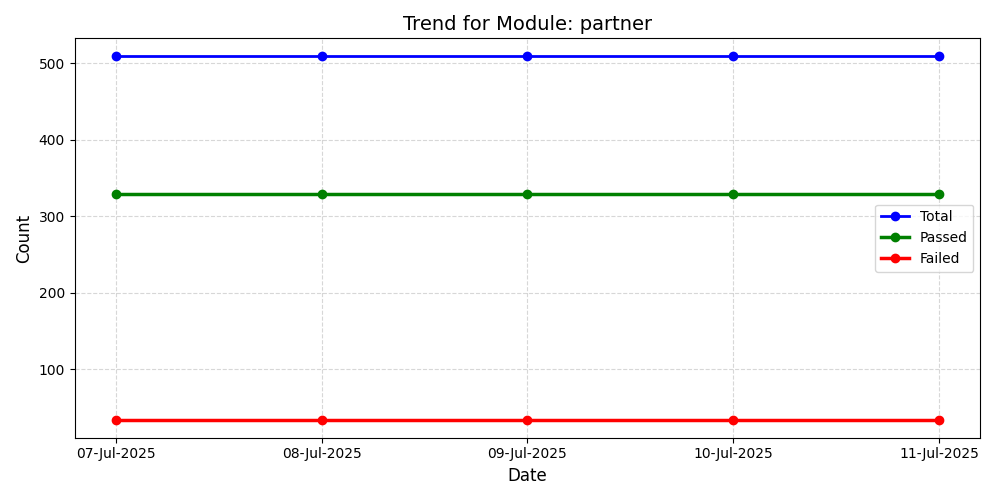 Trend for Module: partner
500
400
300
200
100
Count
Total
Passed
Failed
07-Jul-2025
08-Jul-2025
09-Jul-2025
10-Jul-2025
11-Jul-2025
Date